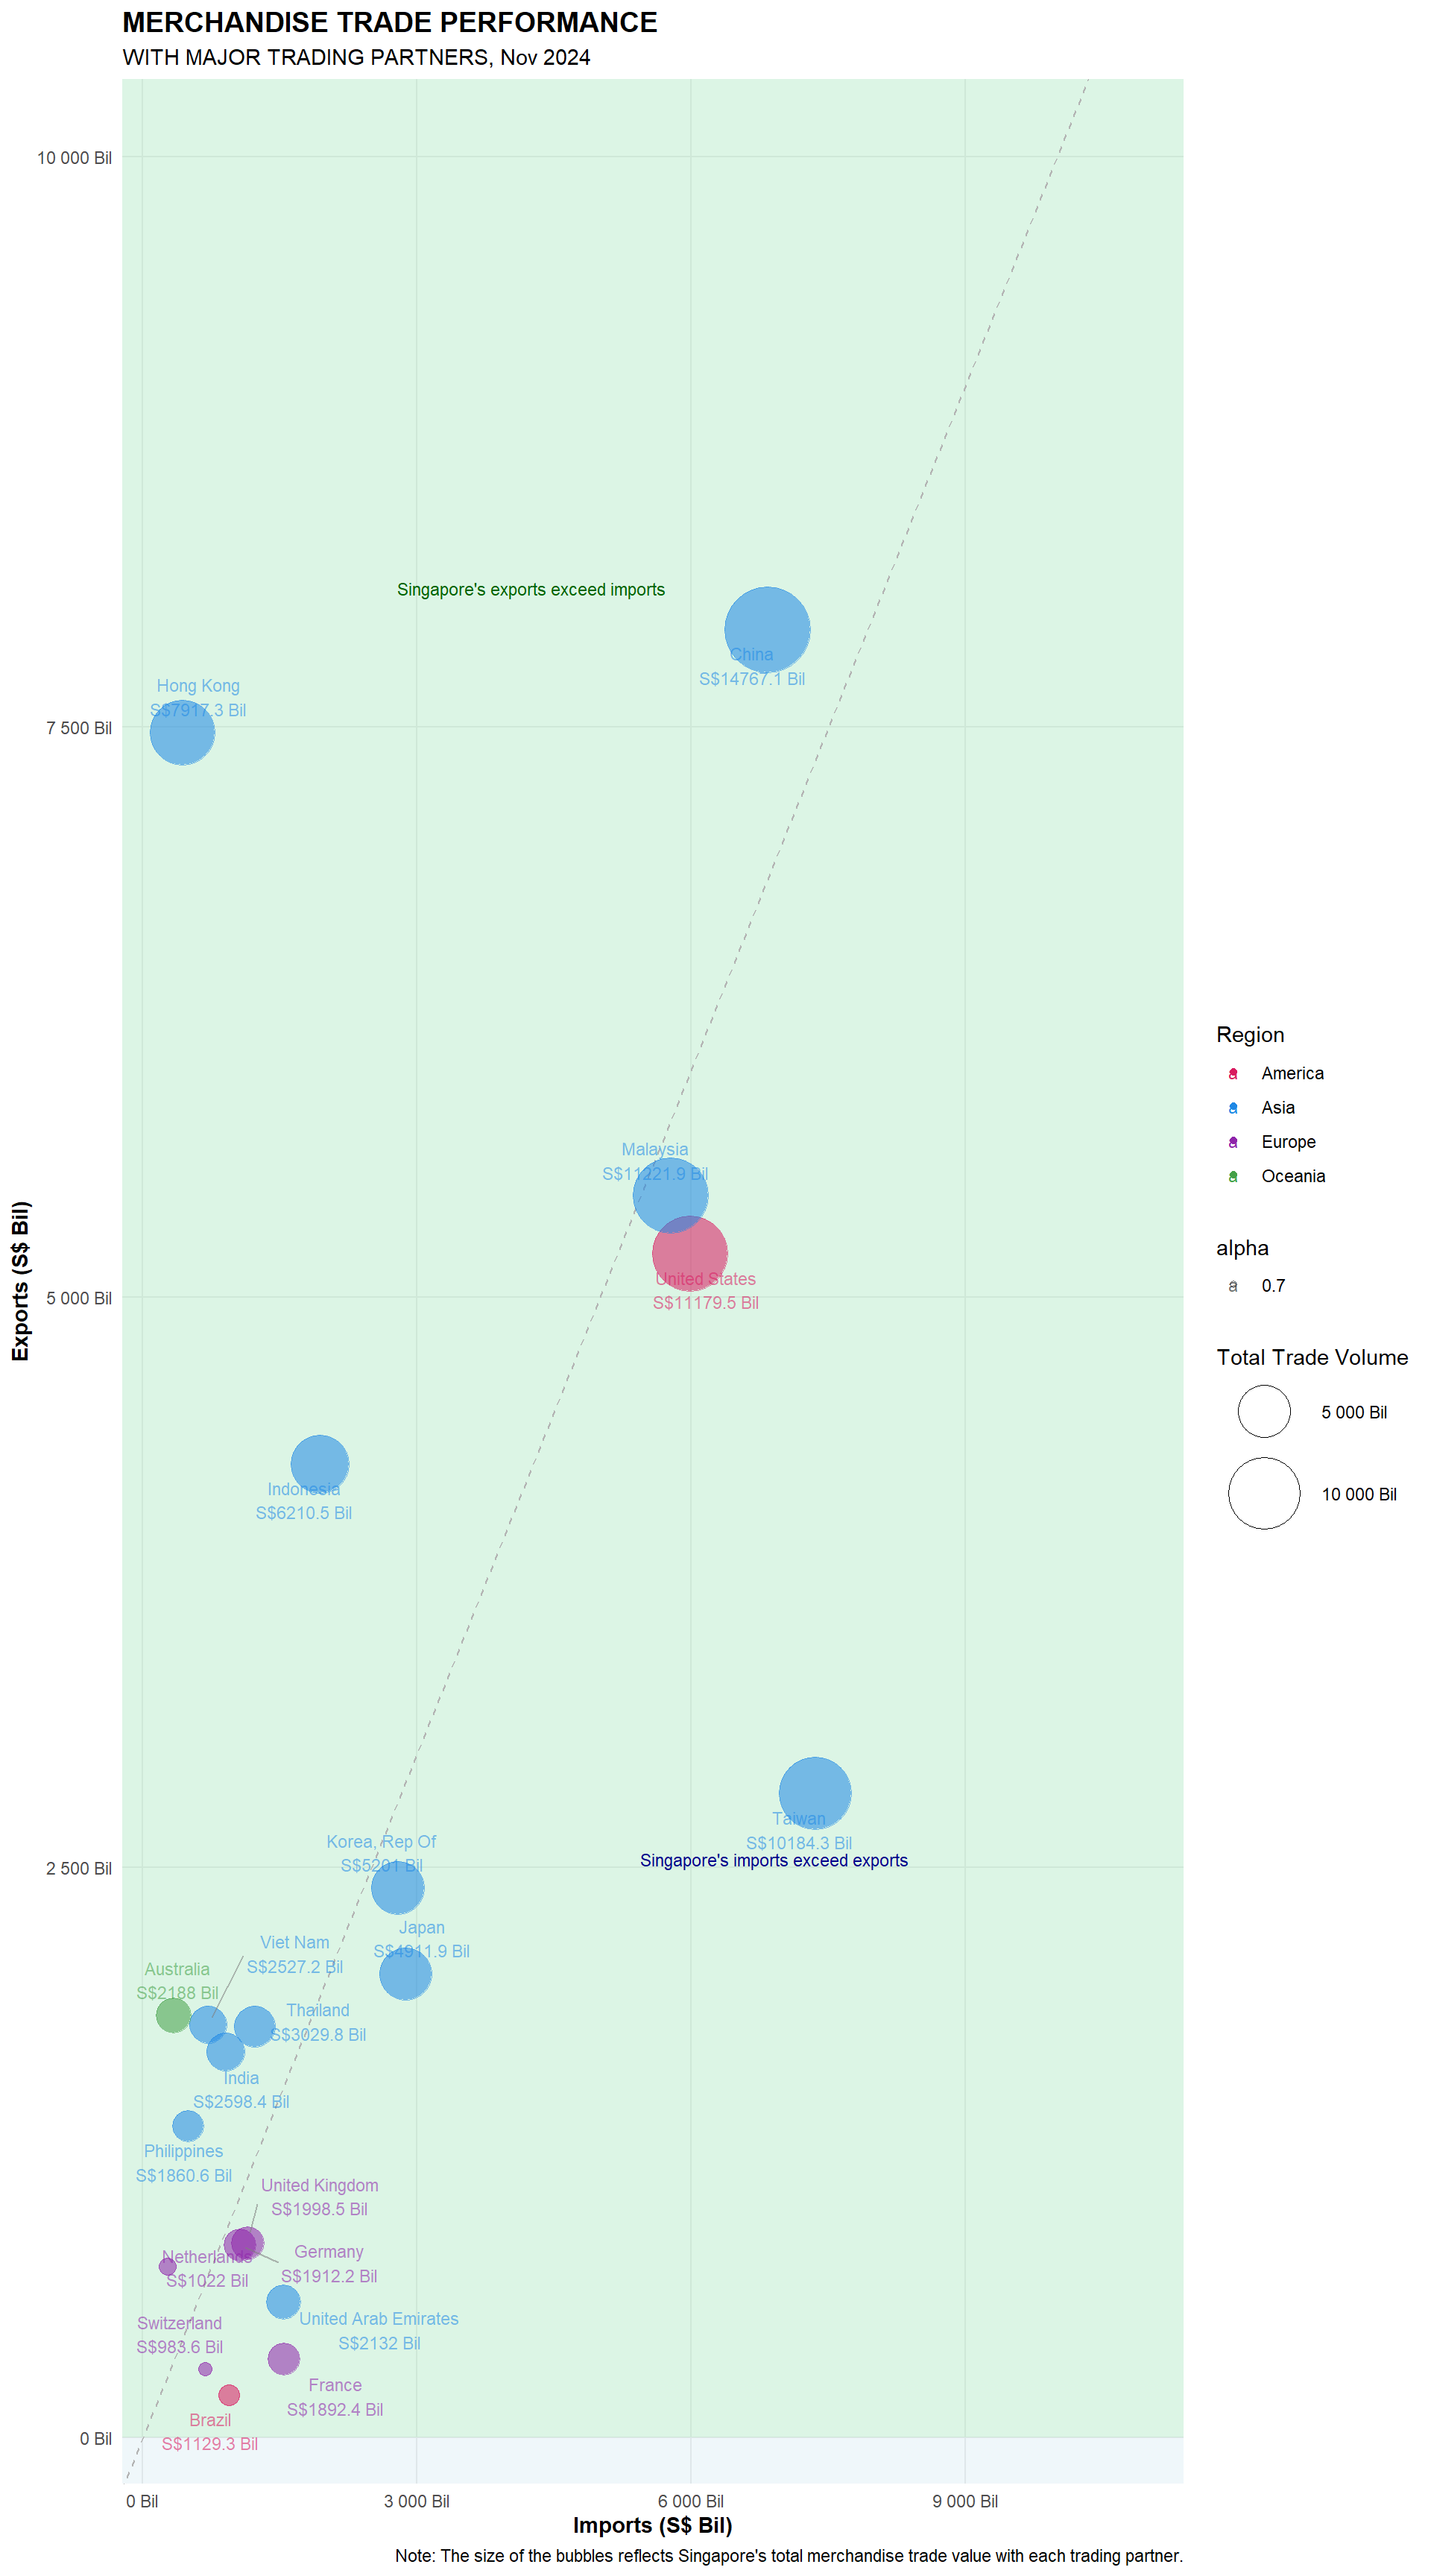 MERCHANDISE TRADE PERFORMANCE
WITH MAJOR TRADING PARTNERS, Nov 2024
10 000 Bil
Singapore's exports exceed imports
China
S$14767.1 Bil
Hong Kong
S$7917.3 Bil
7 500 Bil
Region
a America
a Asia
a Europe
a Oceania
Malaysia
S$11221.9 Bil
Exports (S$ Bil)
alpha
a 0.7
United States
S$11179.5 Bil
5 000 Bil
Total Trade Volume
5 000 Bil
10 000 Bil
Indonesia
S$6210.5 Bil
Taiwan
S$10184.3 Bil
Korea, Rep Of
S$5201 Bil
Singapore's imports exceed exports
2 500 Bil
Japan
S$4911.9 Bil
Viet Nam
S$2527.2 Bil
Australia
S$2188 Bil
Thailand
S$3029.8 Bil
India
S$2598.4 Bil
Philippines
S$1860.6 Bil
United Kingdom
S$1998.5 Bil
Germany
S$1912.2 Bil
Netherlands
S$1022 Bil
United Arab Emirates
S$2132 Bil
Switzerland
S$983.6 Bil
France
S$1892.4 Bil
Brazil
S$1129.3 Bil
0 Bil
0 Bil 3 000 Bil 6 000 Bil 9 000 Bil
Imports (S$ Bil)
Note: The size of the bubbles reflects Singapore's total merchandise trade value with each trading partner.